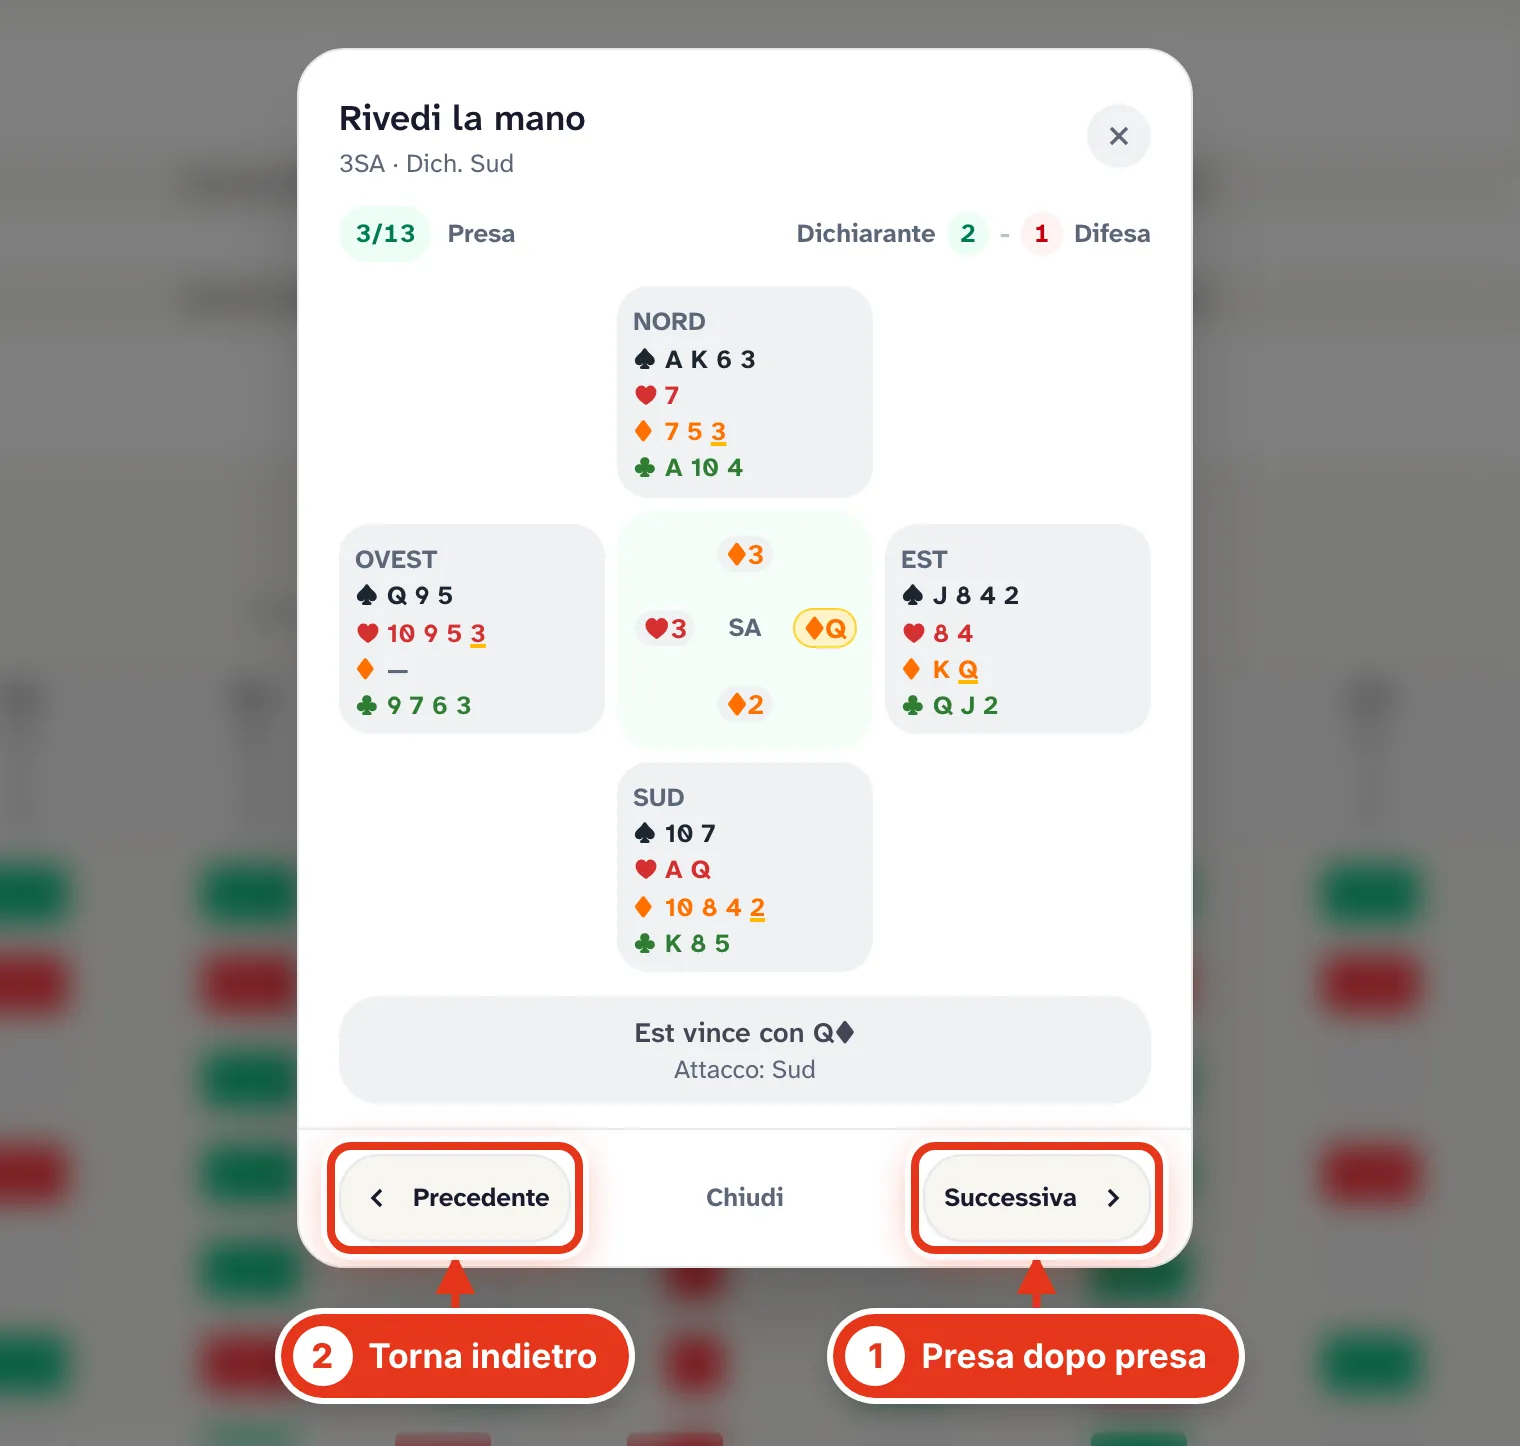 Rivedi la mano
3SA · Dich. Sud
3/13 Presa
Dichiarante 2 - 1 Difesa
NORD
♠ A K 6 3
♥ 7
♦ 7 5 3
♣ A 10 4
OVEST
♠ Q 9 5
♥ 10 9 5 3
♦ —
♣ 9 7 6 3
♦3
♥3 SA ♦Q
♦2
EST
♠ J 8 4 2
♥ 8 4
♦ K Q
♣ Q J 2
SUD
♠ 10 7
♥ A Q
♦ 10 8 4 2
♣ K 8 5
Est vince con Q♦
Attacco: Sud
Precedente
Chiudi
Successiva
2 Torna indietro
1 Presa dopo presa